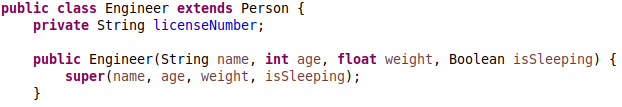 public class Engineer extends Person {
    private String licenseNumber;

    public Engineer(String name, int age, float weight, Boolean isSleeping) {
        super(name, age, weight, isSleeping);
    }